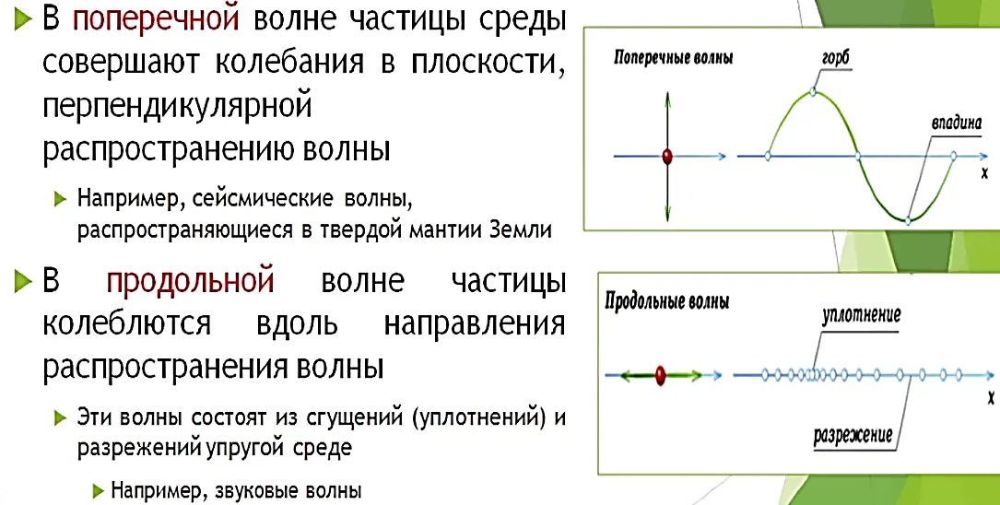 В поперечной волне частицы среды
совершают колебания в плоскости,
перпендикулярной
распространению волны
Например, сейсмические волны,
распространяющиеся в твердой мантии Земли
В продольной волне частицы
колеблются вдоль направления
распространения волны
Эти волны состоят из сгущений (уплотнений) и
разрежений упругой среде
Например, звуковые волны
Поперечные волны
горб
впадина
x
Продольные волны
уплотнение
x
разрежение